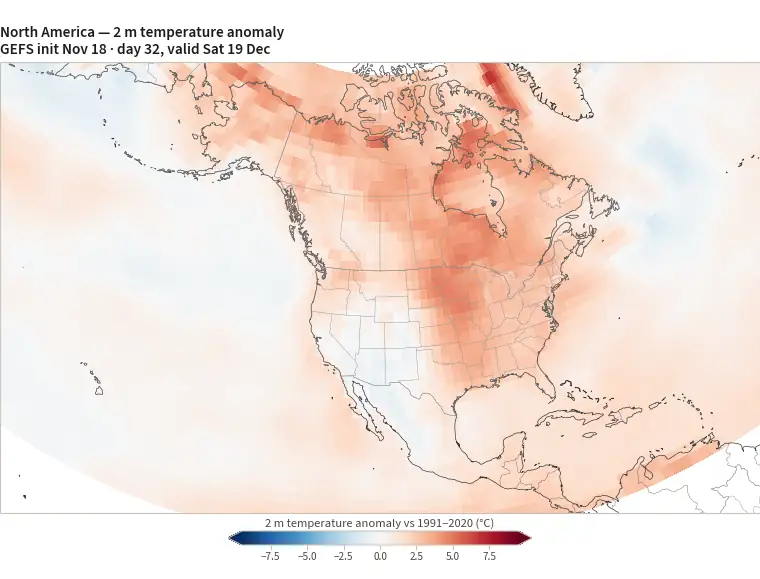 North America — 2 m temperature anomaly
GEFS init Nov 18 · day 32, valid Sat 19 Dec
2 m temperature anomaly vs 1991–2020 (°C)
−7.5 −5.0 −2.5 0.0 2.5 5.0 7.5